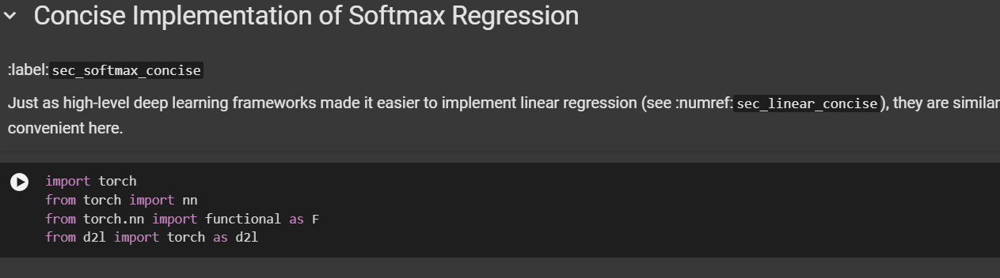 Concise Implementation of Softmax Regression
:label:sec_softmax_concise
Just as high-level deep learning frameworks made it easier to implement linear regression (see :numref:sec_linear_concise), they are similar
convenient here.
import torch
from torch import nn
from torch.nn import functional as F
from d2l import torch as d2l